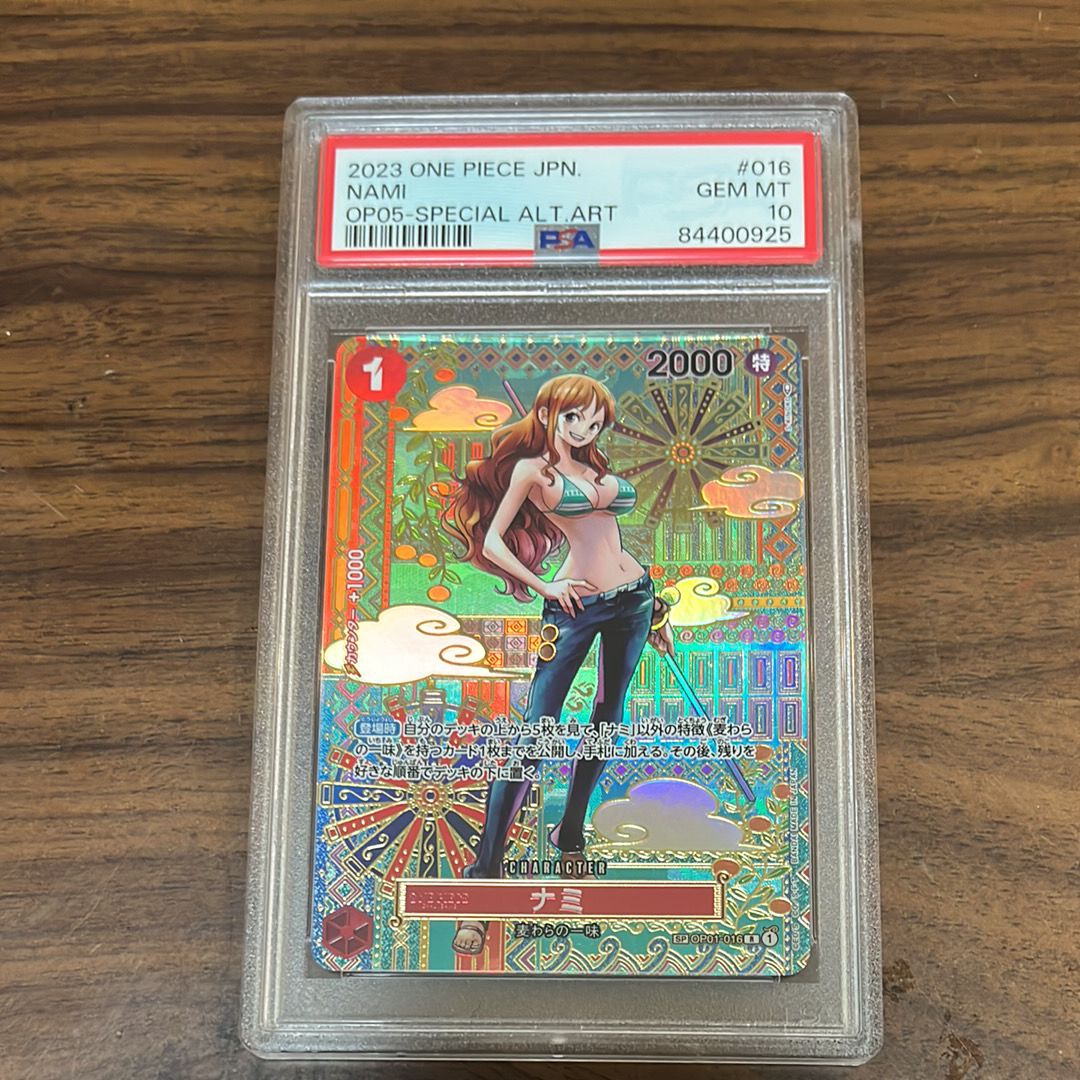 2023 ONE PIECE JPN. #016
NAMI GEM MT
OP05-SPECIAL ALT.ART 10
PSA 84400925
1
2000 特
カウンター +1000
登場時 自分のデッキの上から5枚を見て、「ナミ」以外の特徴《麦わら
の一味》を持つカード1枚までを公開し、手札に加える。その後、残りを
好きな順番でデッキの下に置く。
BANDAI MADE IN JAPAN
CHARACTER
ナミ
麦わらの一味
SP OP01-016 R 1